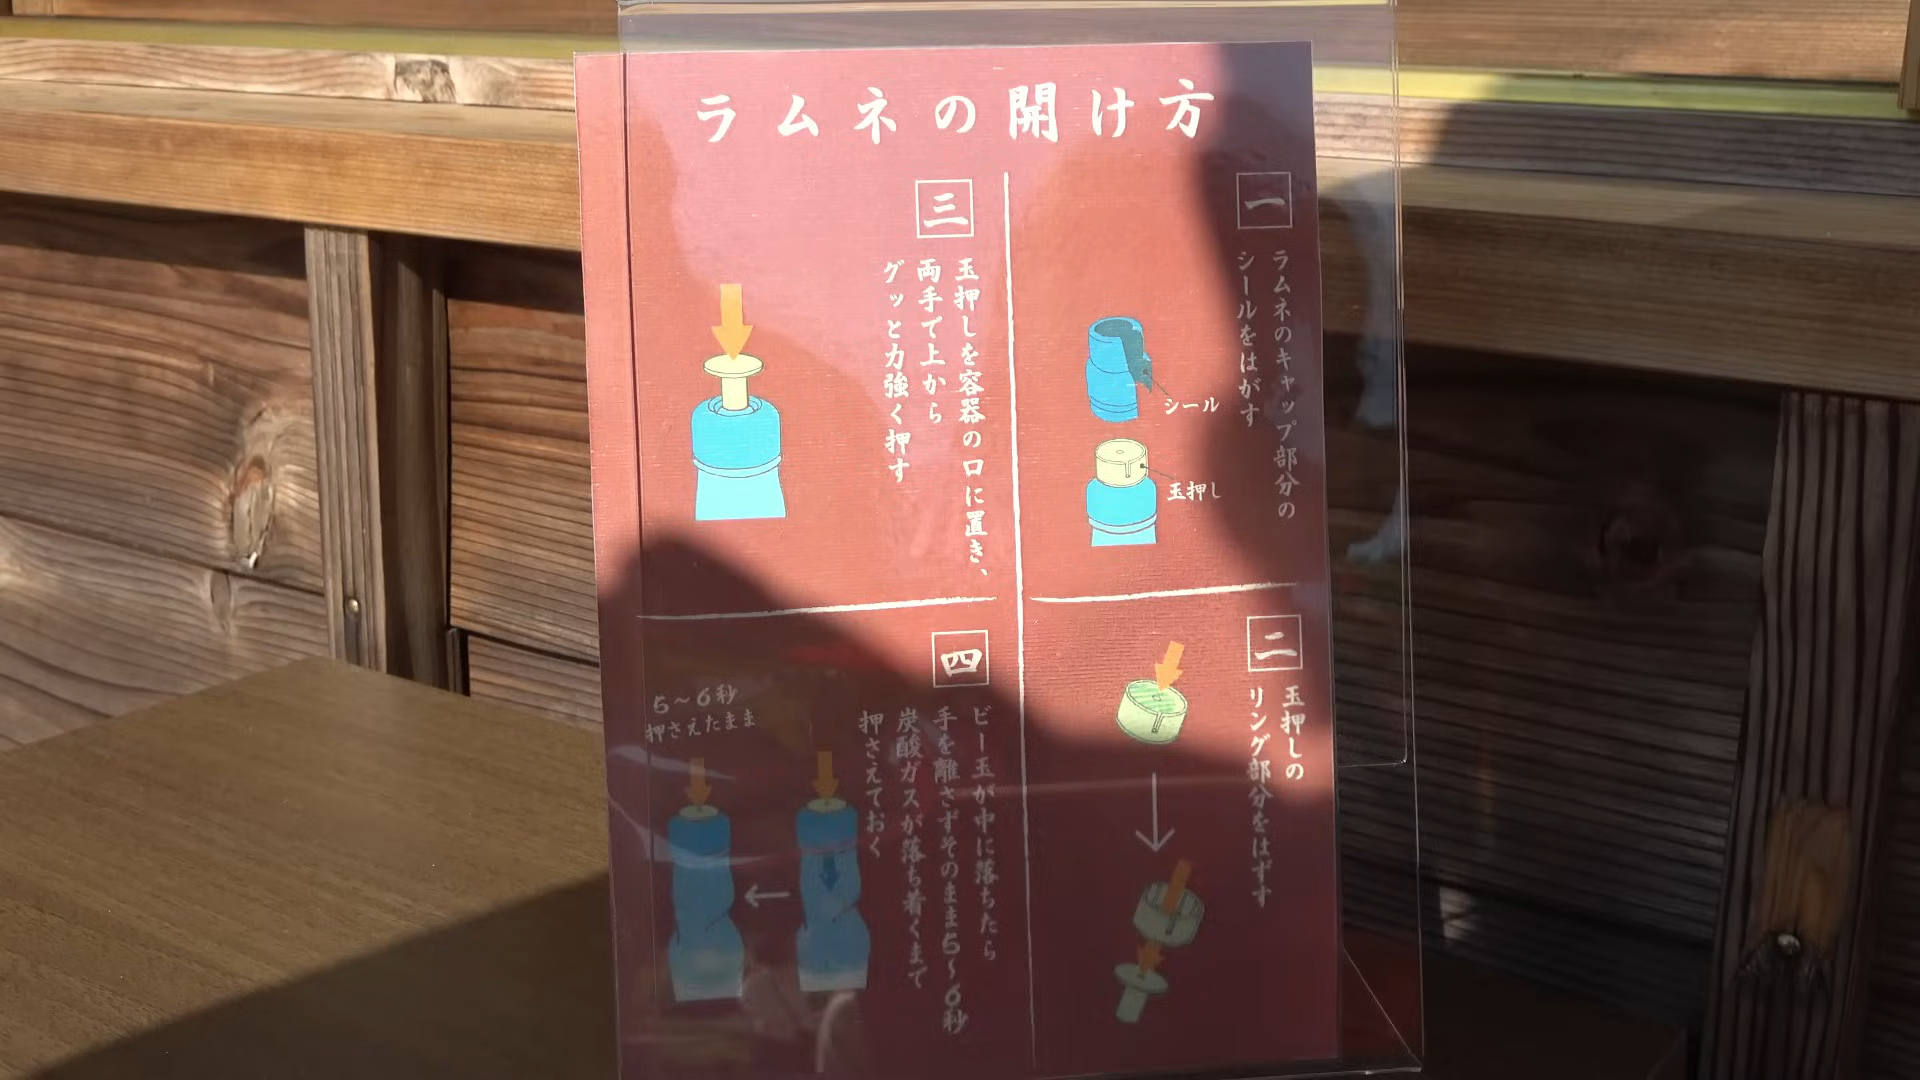 ラムネの開け方
一
ラムネのキャップ部分の
シールをはがす
シール
玉押し
二
玉押しの
リング部分をはずす
三
玉押しを容器の口に置き、
両手で上から
グッと力強く押す
四
ビー玉が中に落ちたら
手を離さずそのまま5〜6秒
炭酸ガスが落ち着くまで
押さえておく
5〜6秒
押さえたまま